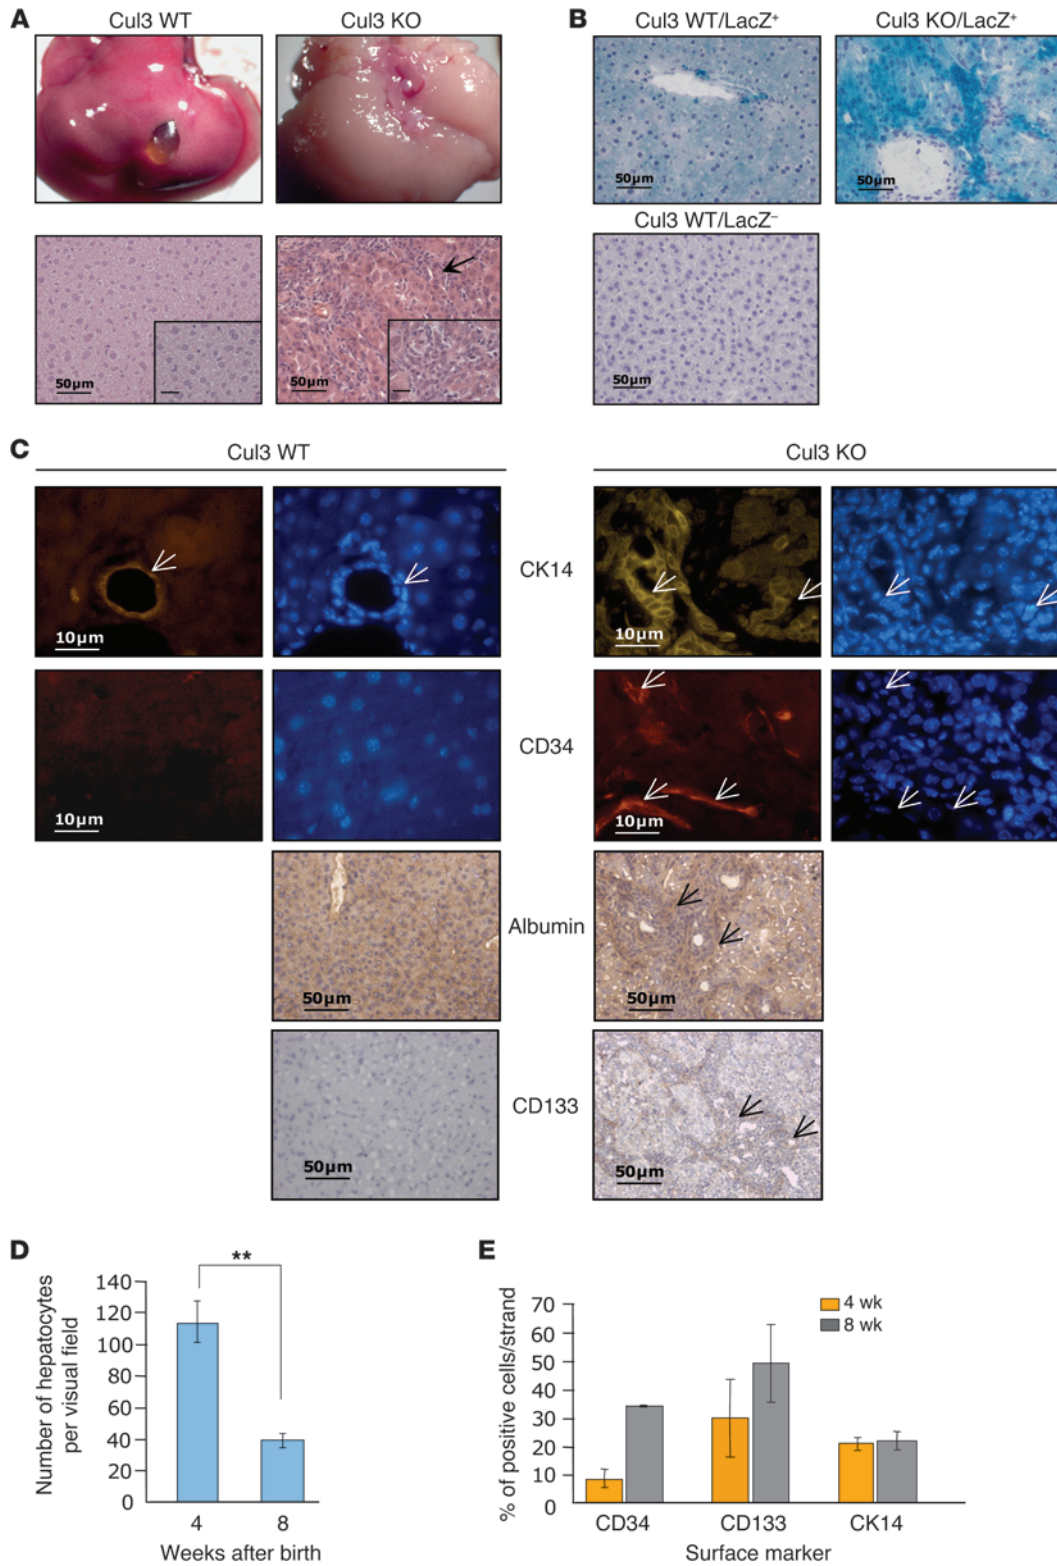 A
Cul3 WT
Cul3 KO
50µm
50µm
B
Cul3 WT/LacZ⁺
Cul3 KO/LacZ⁺
50µm
50µm
Cul3 WT/LacZ⁻
50µm
C
Cul3 WT
Cul3 KO
10µm
CK14
10µm
10µm
CD34
10µm
50µm
Albumin
50µm
50µm
CD133
50µm
D
Number of hepatocytes
per visual field
140
120
100
80
60
40
20
0
**
4
8
Weeks after birth
E
% of positive cells/strand
70
60
50
40
30
20
10
0
4 wk
8 wk
CD34
CD133
CK14
Surface marker